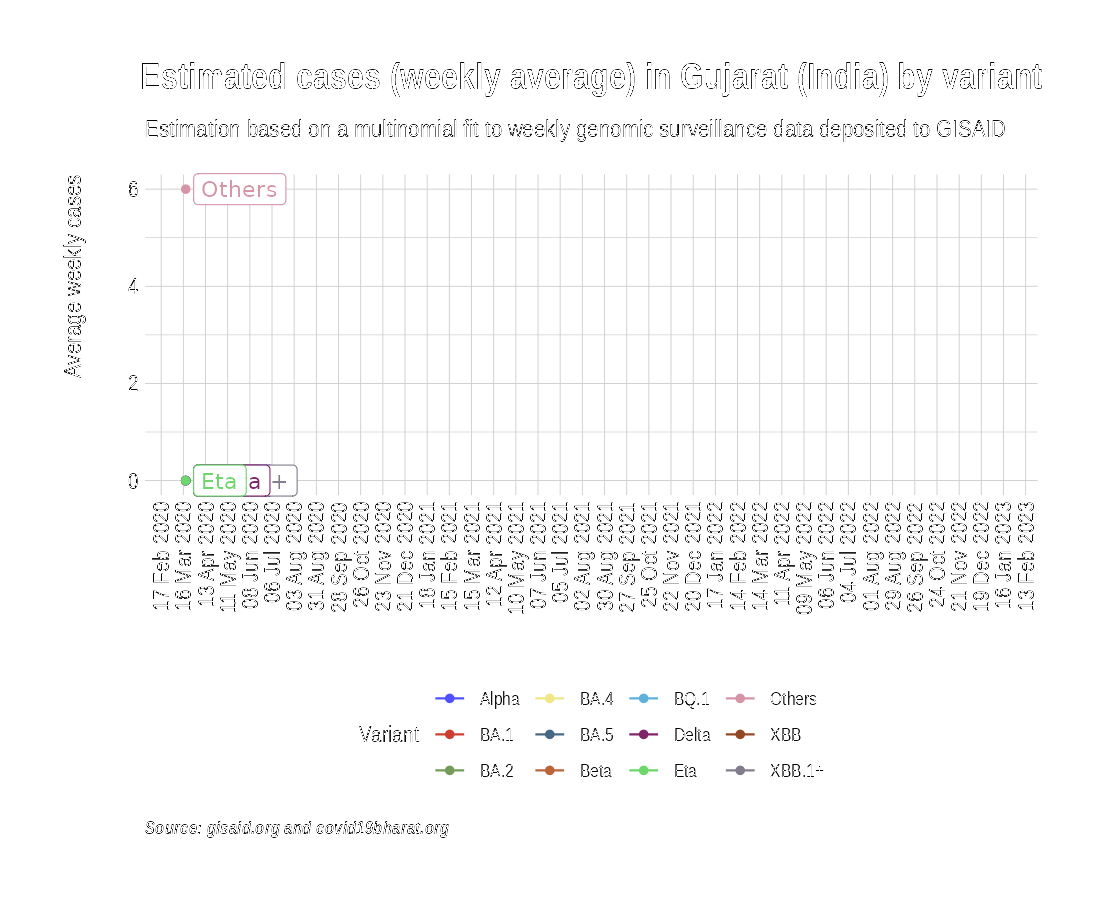 Estimated cases (weekly average) in Gujarat (India) by variant
Estimation based on a multinomial fit to weekly genomic surveillance data deposited to GISAID
Average weekly cases
6
4
2
0
Others
Eta
a
+
17 Feb 2020
16 Mar 2020
13 Apr 2020
11 May 2020
08 Jun 2020
06 Jul 2020
03 Aug 2020
31 Aug 2020
28 Sep 2020
26 Oct 2020
23 Nov 2020
21 Dec 2020
18 Jan 2021
15 Feb 2021
15 Mar 2021
12 Apr 2021
10 May 2021
07 Jun 2021
05 Jul 2021
02 Aug 2021
30 Aug 2021
27 Sep 2021
25 Oct 2021
22 Nov 2021
20 Dec 2021
17 Jan 2022
14 Feb 2022
14 Mar 2022
11 Apr 2022
09 May 2022
06 Jun 2022
04 Jul 2022
01 Aug 2022
29 Aug 2022
26 Sep 2022
24 Oct 2022
21 Nov 2022
19 Dec 2022
16 Jan 2023
13 Feb 2023
Variant
Alpha
BA.1
BA.2
BA.4
BA.5
Beta
BQ.1
Delta
Eta
Others
XBB
XBB.1+
Source: gisaid.org and covid19bharat.org